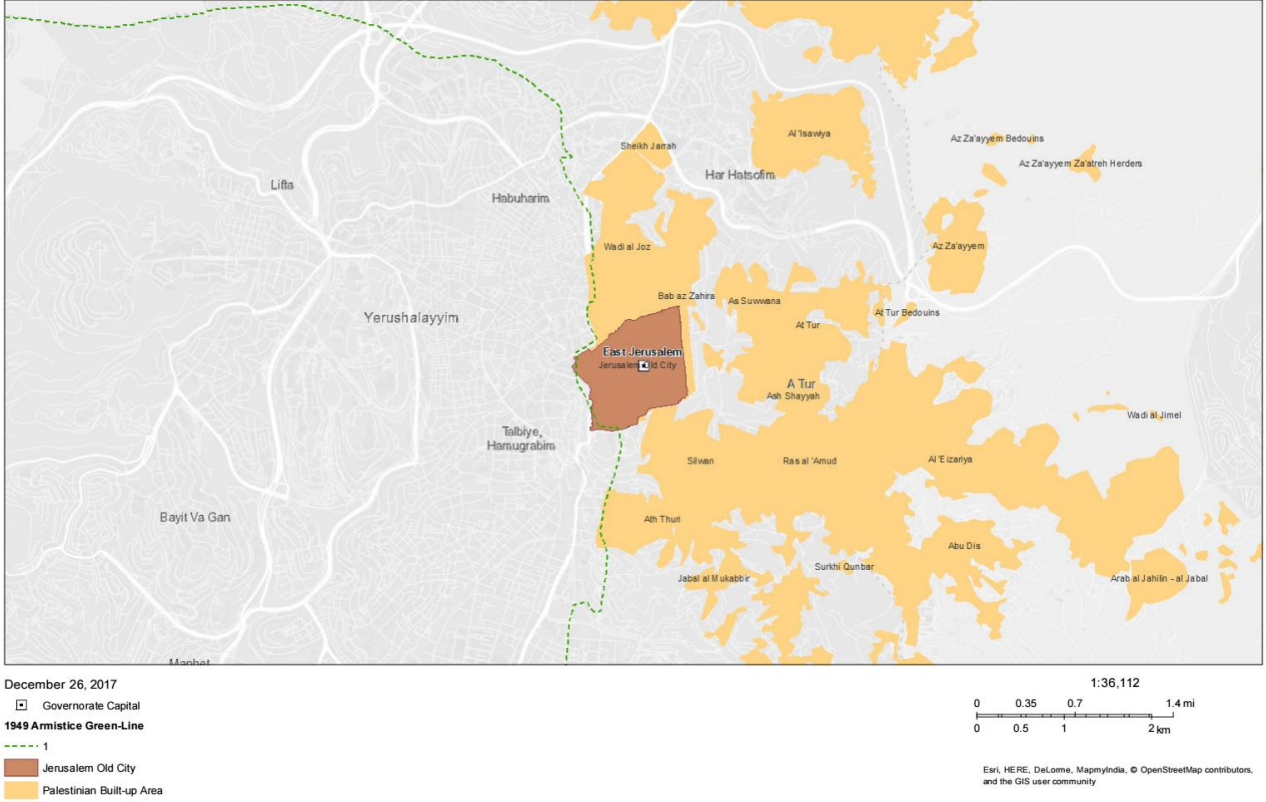 Al 'Isawiya
Az Za'ayyem Bedouins
Sheikh Jarrah
Az Za'ayyem Za'atreh Herders
Har Hatsofim
Lifta
Habuharim
Wadi al Joz
Az Za'ayyem
Bab az Zahira
As Suwwana
At Tur Bedouins
Yerushalayyim
At Tur
East Jerusalem
Jerusalem Old City
A Tur
Ash Shayyah
Wadi al Jimel
Talbiye,
Hamugrabim
Silwan
Ras al 'Amud
Al 'Eizariya
Bayit Va Gan
Ath Thuri
Abu Dis
Surkhi Qunbar
Jabal al Mukabbir
Arab al Jahilin - al Jabal
December 26, 2017
Governorate Capital
1949 Armistice Green-Line
1
Jerusalem Old City
Palestinian Built-up Area
1:36,112
0 0.35 0.7 1.4 mi
0 0.5 1 2 km
Esri, HERE, DeLorme, MapmyIndia, © OpenStreetMap contributors,
and the GIS user community